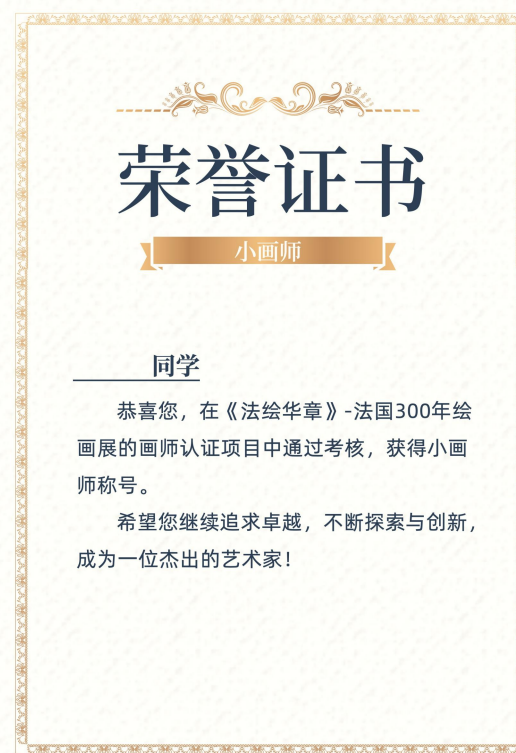 荣誉证书
小画师
同学
恭喜您，在《法绘华章》-法国300年绘
画展的画师认证项目中通过考核，获得小画
师称号。
希望您继续追求卓越，不断探索与创新，
成为一位杰出的艺术家！